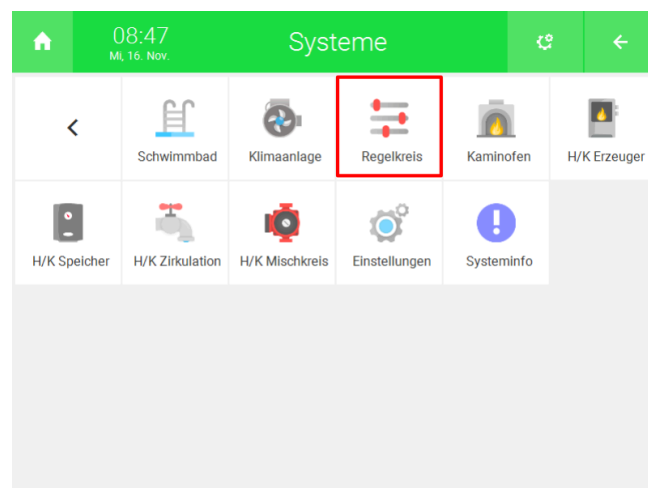 08:47
Mi, 16. Nov.
Systeme
Schwimmbad
Klimaanlage
Regelkreis
Kaminofen
H/K Erzeuger
H/K Speicher
H/K Zirkulation
H/K Mischkreis
Einstellungen
Systeminfo